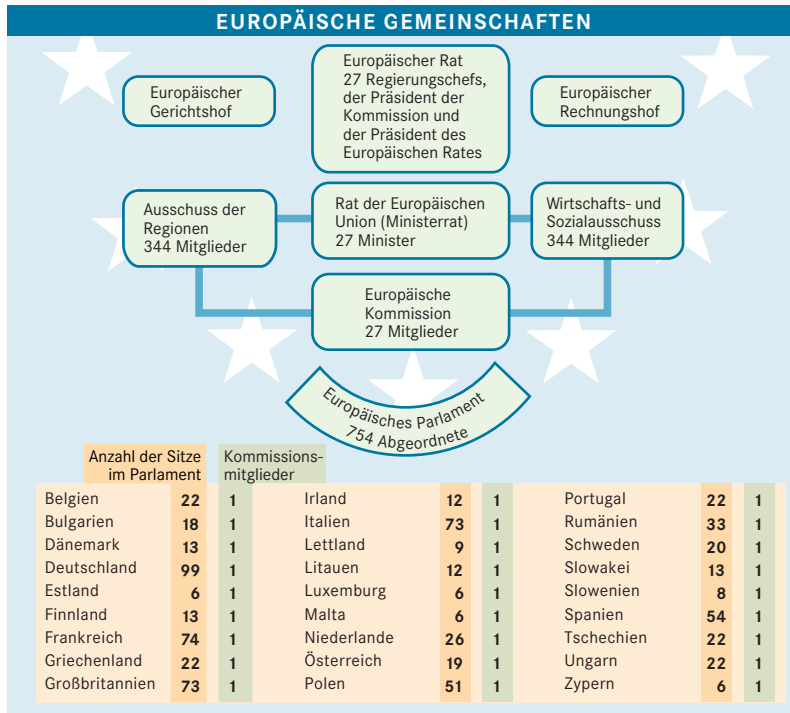 EUROPÄISCHE GEMEINSCHAFTEN
Europäischer
Gerichtshof
Europäischer Rat
27 Regierungschefs,
der Präsident der
Kommission und
der Präsident des
Europäischen Rates
Europäischer
Rechnungshof
Ausschuss der
Regionen
344 Mitglieder
Rat der Europäischen
Union (Ministerrat)
27 Minister
Wirtschafts- und
Sozialausschuss
344 Mitglieder
Europäische
Kommission
27 Mitglieder
Europäisches Parlament
754 Abgeordnete
Anzahl der Sitze
im Parlament
Kommissions-
mitglieder
Belgien 22 1 Irland 12 1 Portugal 22 1
Bulgarien 18 1 Italien 73 1 Rumänien 33 1
Dänemark 13 1 Lettland 9 1 Schweden 20 1
Deutschland 99 1 Litauen 12 1 Slowakei 13 1
Estland 6 1 Luxemburg 6 1 Slowenien 8 1
Finnland 13 1 Malta 6 1 Spanien 54 1
Frankreich 74 1 Niederlande 26 1 Tschechien 22 1
Griechenland 22 1 Österreich 19 1 Ungarn 22 1
Großbritannien 73 1 Polen 51 1 Zypern 6 1